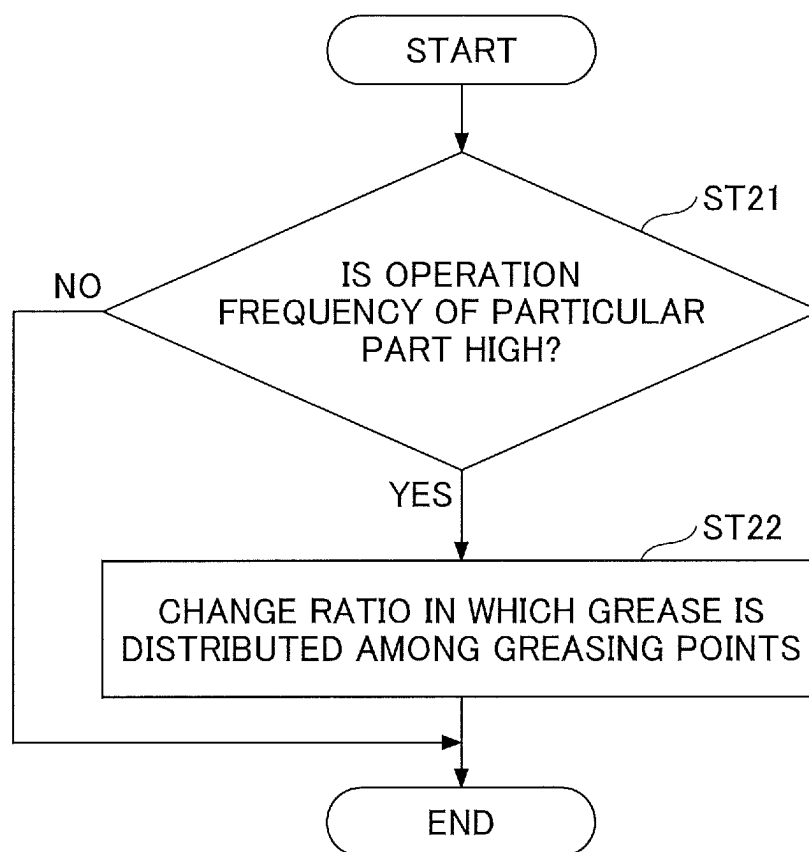 START
ST21
IS OPERATION
FREQUENCY OF PARTICULAR
PART HIGH?
NO
YES
ST22
CHANGE RATIO IN WHICH GREASE IS
DISTRIBUTED AMONG GREASING POINTS
END